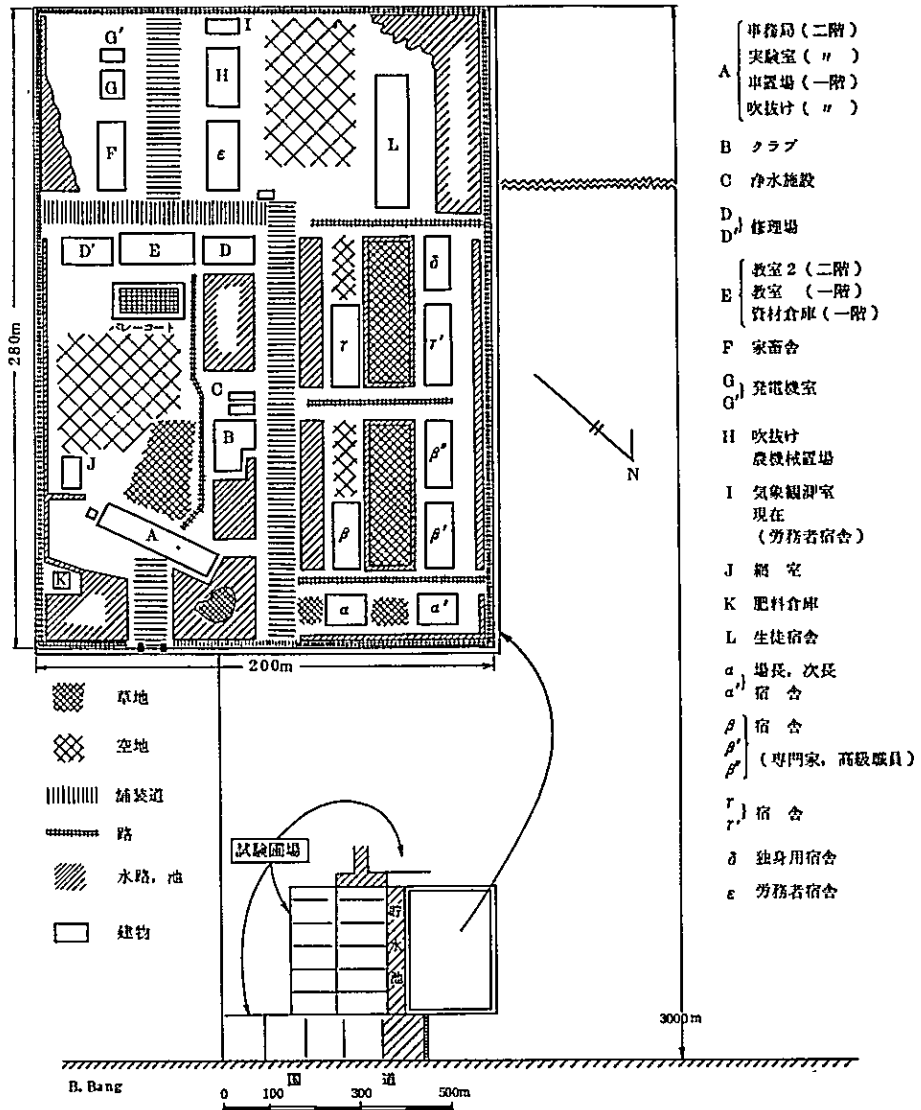 G'
I
G
H
F
ε
L
D'
E
D
δ
バレーコート
γ
γ'
280m
C
B
β"
J
A
β
β'
K
α
α'
200m
N
草地
空地
舗装道
路
水路，池
建物
試験圃場
貯水池
3000m
国道
B. Bang
0 100 300 500m
A 事務局（二階）
実験室（〃）
車置場（一階）
吹抜け（〃）
B クラブ
C 浄水施設
D
D' 修理場
E 教室2（二階）
教室 （一階）
資材倉庫（一階）
F 家畜舎
G
G' 発電機室
H 吹抜け
農機械置場
I 気象観測室
現在
（労務者宿舎）
J 網室
K 肥料倉庫
L 生徒宿舎
α 場長，次長
α' 宿舎
β 宿舎
β'
β" （専門家，高級職員）
γ
γ' 宿舎
δ 独身用宿舎
ε 労務者宿舎